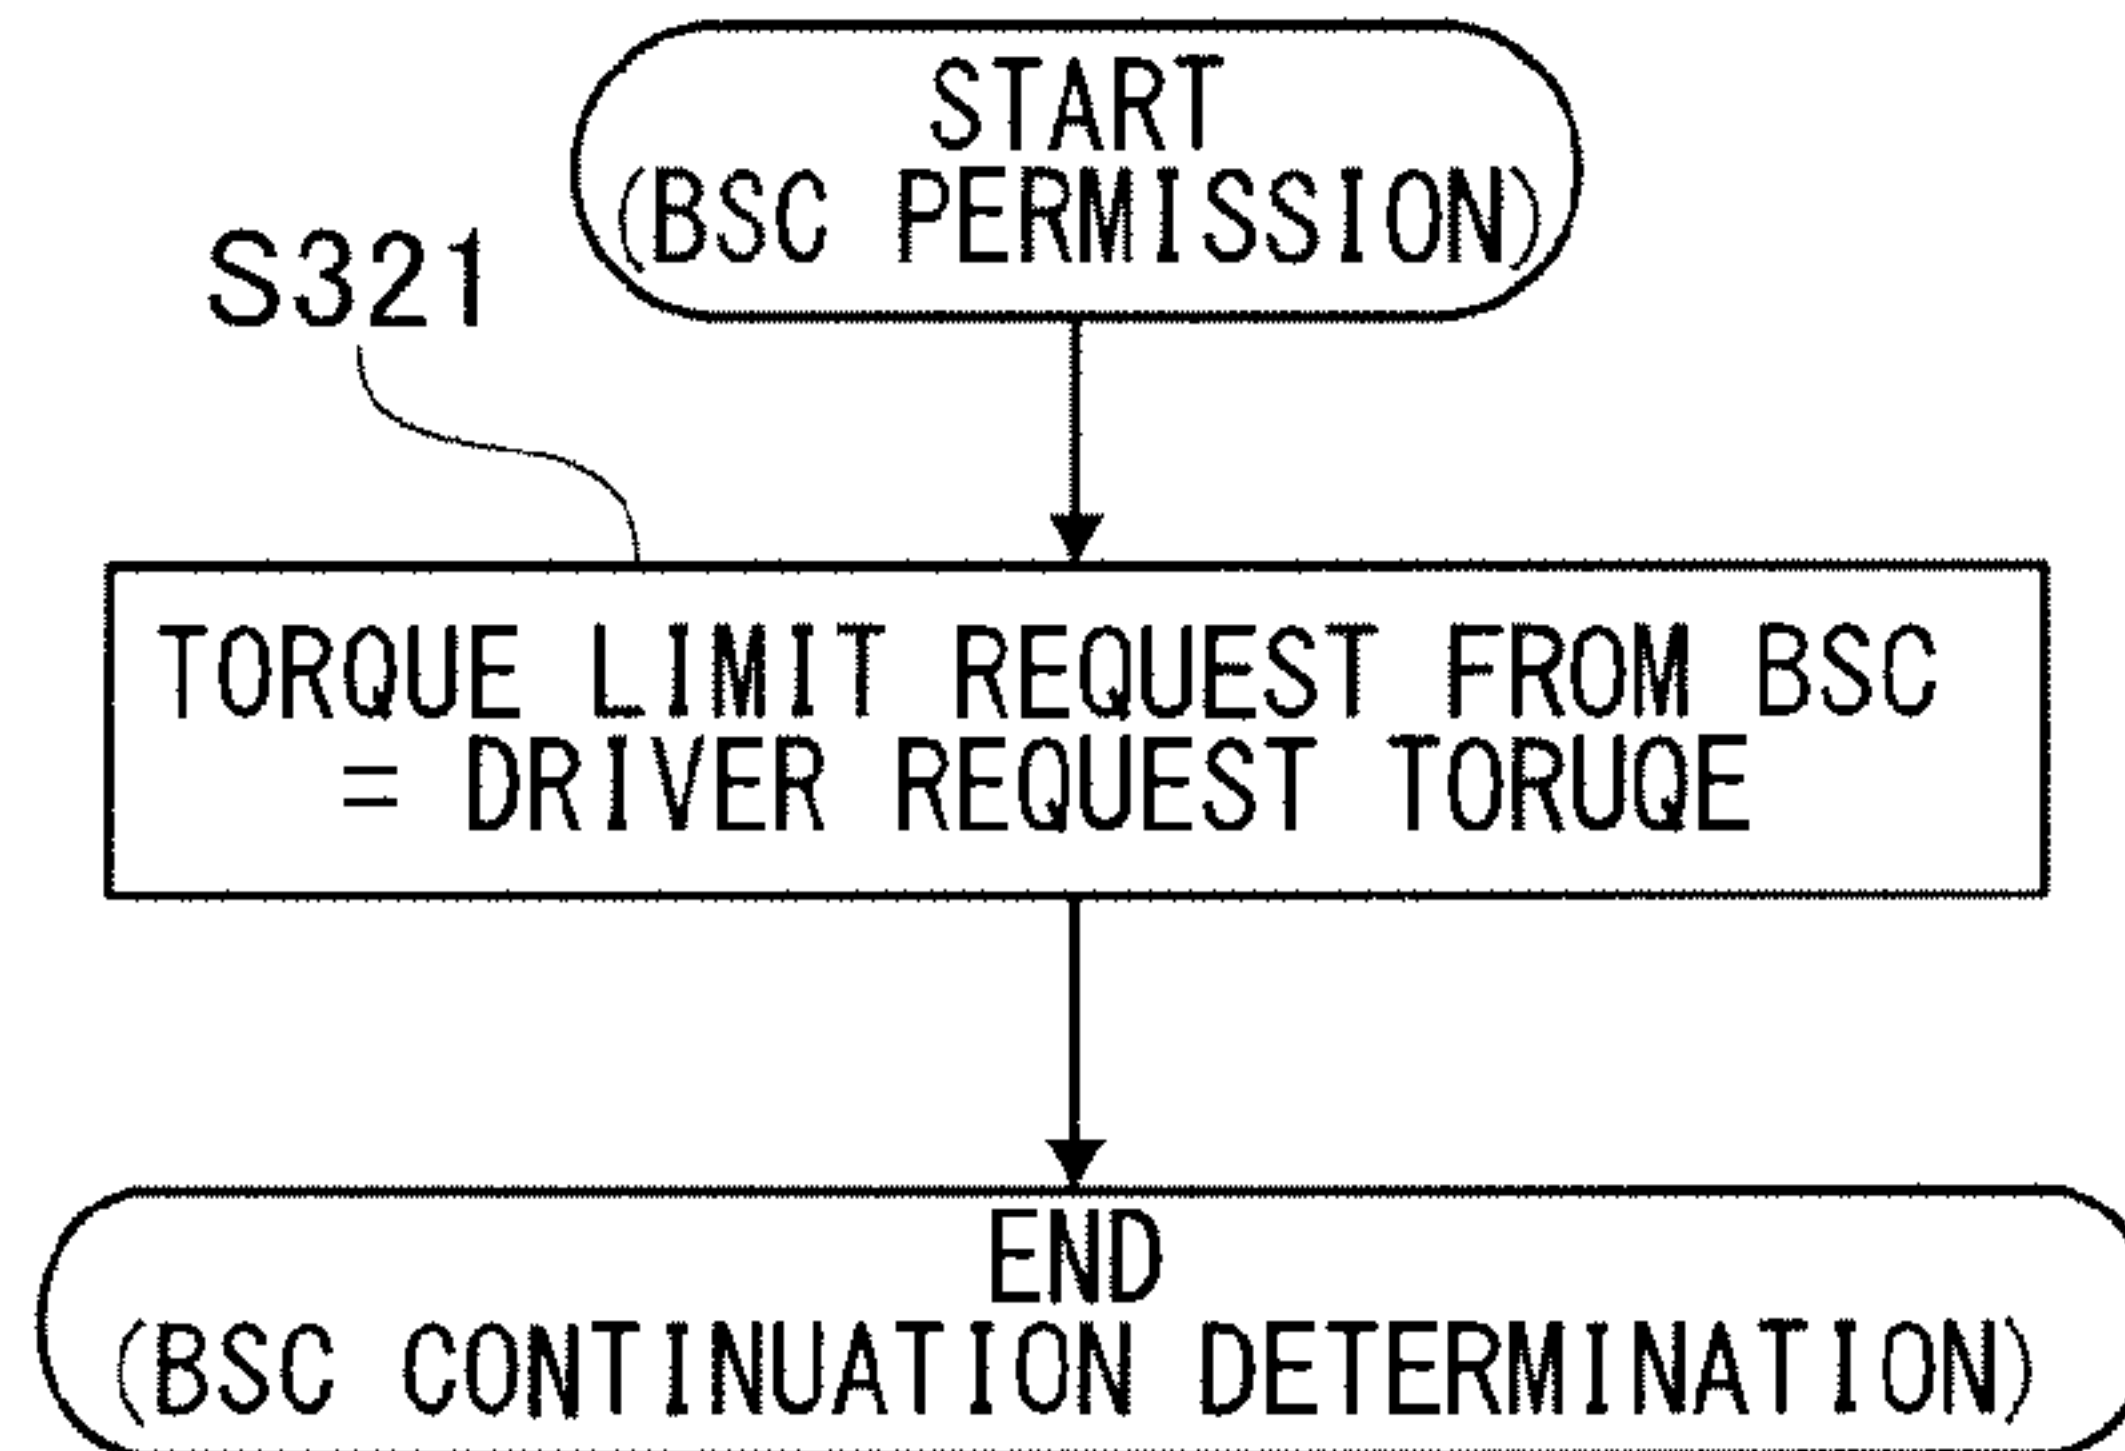 START
(BSC PERMISSION)
S321
TORQUE LIMIT REQUEST FROM BSC
= DRIVER REQUEST TORUQE
END
(BSC CONTINUATION DETERMINATION)